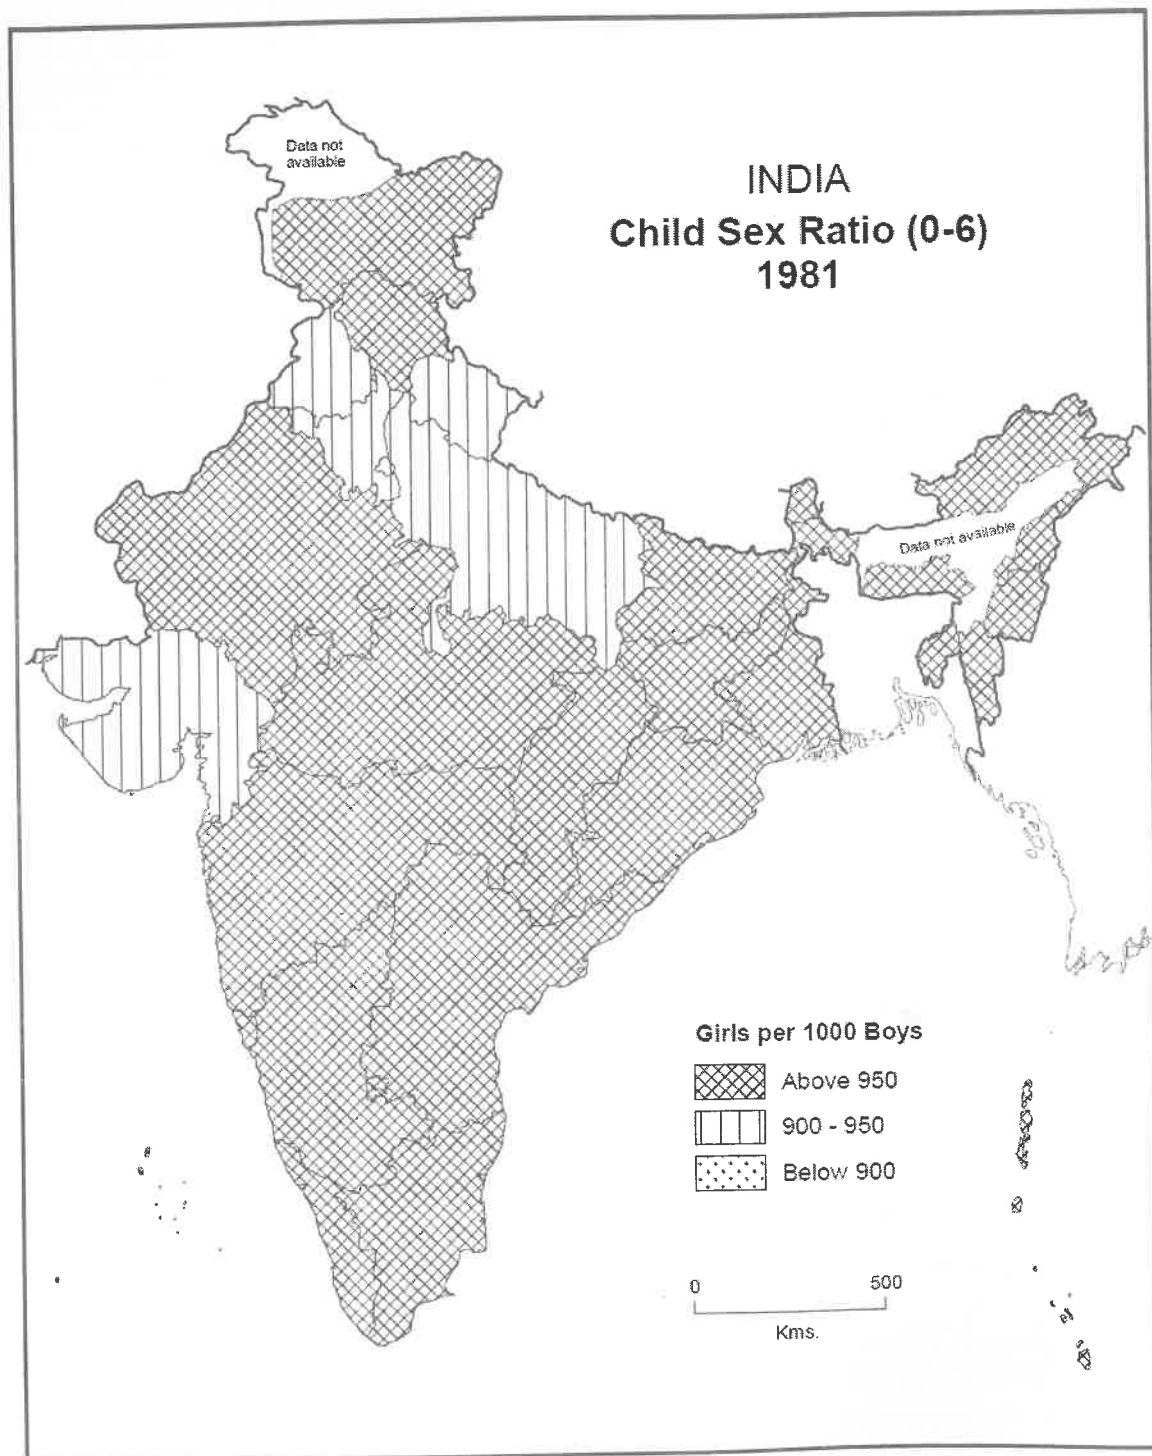 Data not
available
INDIA
Child Sex Ratio (0-6)
1981
Data not available
Girls per 1000 Boys
Above 950
900 - 950
Below 900
0 500
Kms.